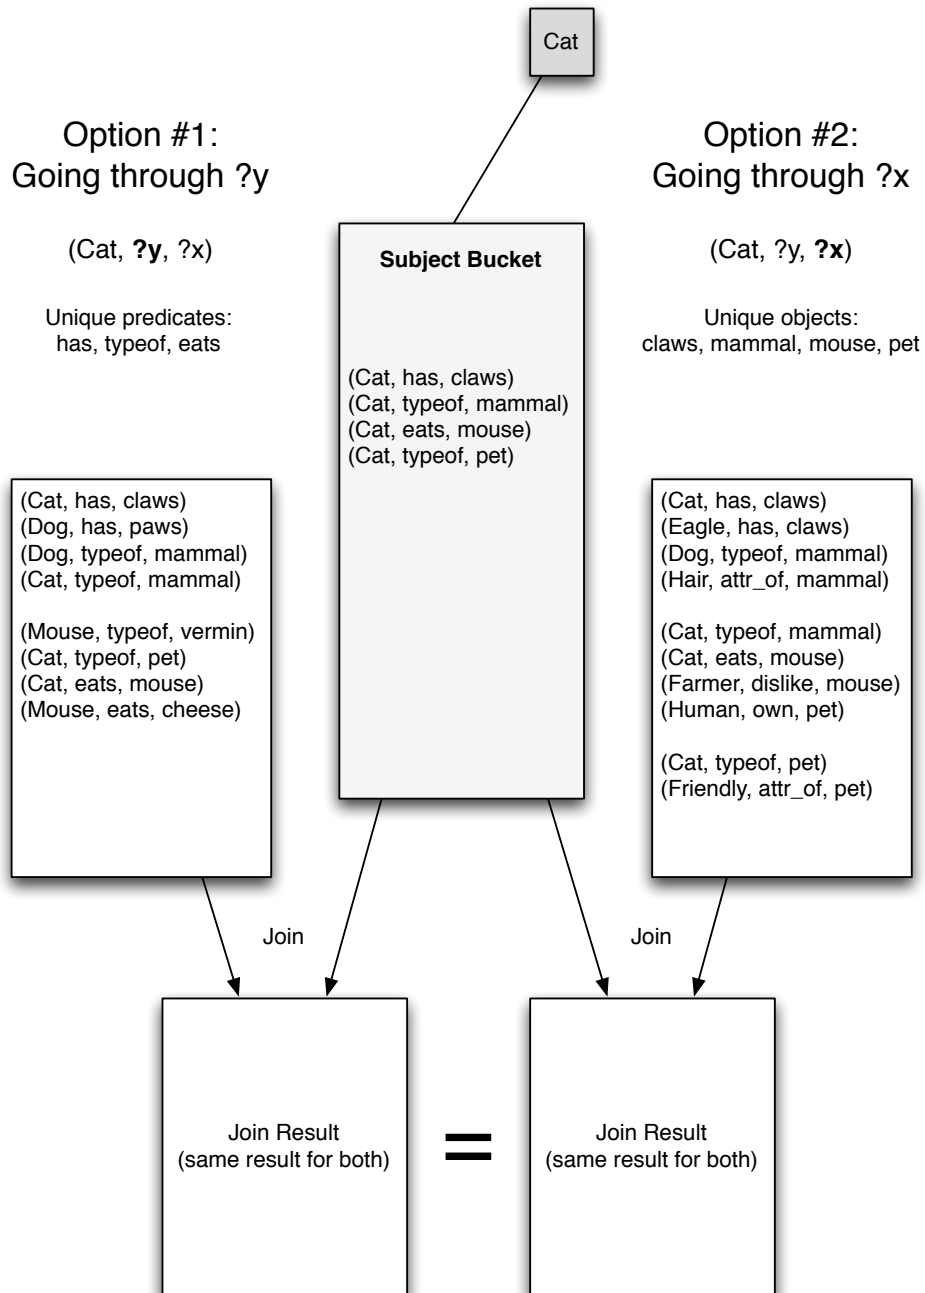 Cat
Option #1:
Going through ?y
(Cat, ?y, ?x)
Unique predicates:
has, typeof, eats
(Cat, has, claws)
(Dog, has, paws)
(Dog, typeof, mammal)
(Cat, typeof, mammal)
(Mouse, typeof, vermin)
(Cat, typeof, pet)
(Cat, eats, mouse)
(Mouse, eats, cheese)
Subject Bucket
(Cat, has, claws)
(Cat, typeof, mammal)
(Cat, eats, mouse)
(Cat, typeof, pet)
Option #2:
Going through ?x
(Cat, ?y, ?x)
Unique objects:
claws, mammal, mouse, pet
(Cat, has, claws)
(Eagle, has, claws)
(Dog, typeof, mammal)
(Hair, attr_of, mammal)
(Cat, typeof, mammal)
(Cat, eats, mouse)
(Farmer, dislike, mouse)
(Human, own, pet)
(Cat, typeof, pet)
(Friendly, attr_of, pet)
Join
Join
Join Result
(same result for both)
=
Join Result
(same result for both)